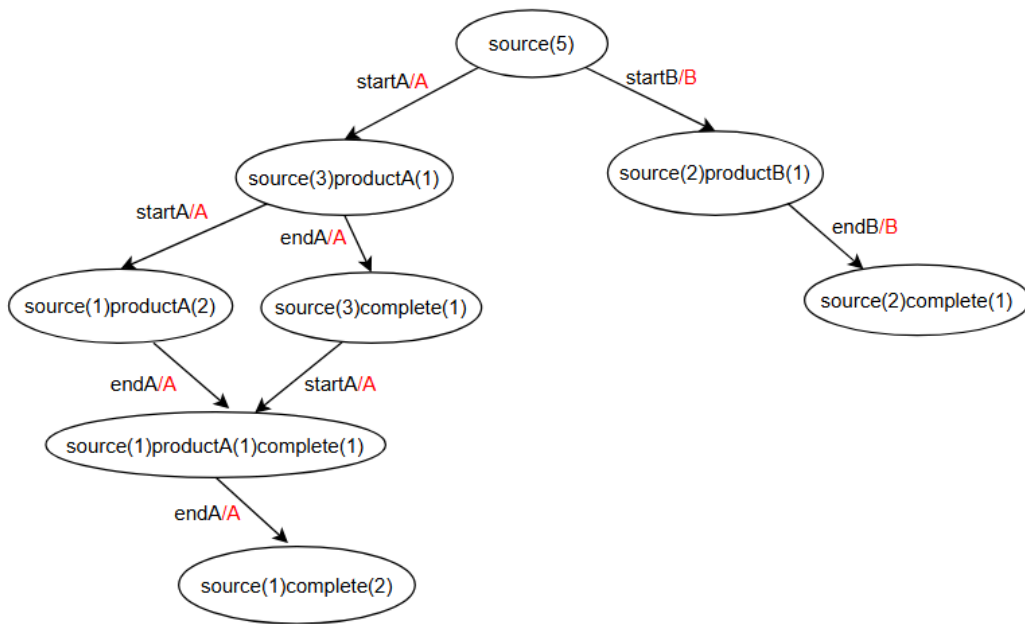 source(5)
startA/A
startB/B
source(3)productA(1)
source(2)productB(1)
startA/A
endA/A
endB/B
source(1)productA(2)
source(3)complete(1)
source(2)complete(1)
endA/A
startA/A
source(1)productA(1)complete(1)
endA/A
source(1)complete(2)